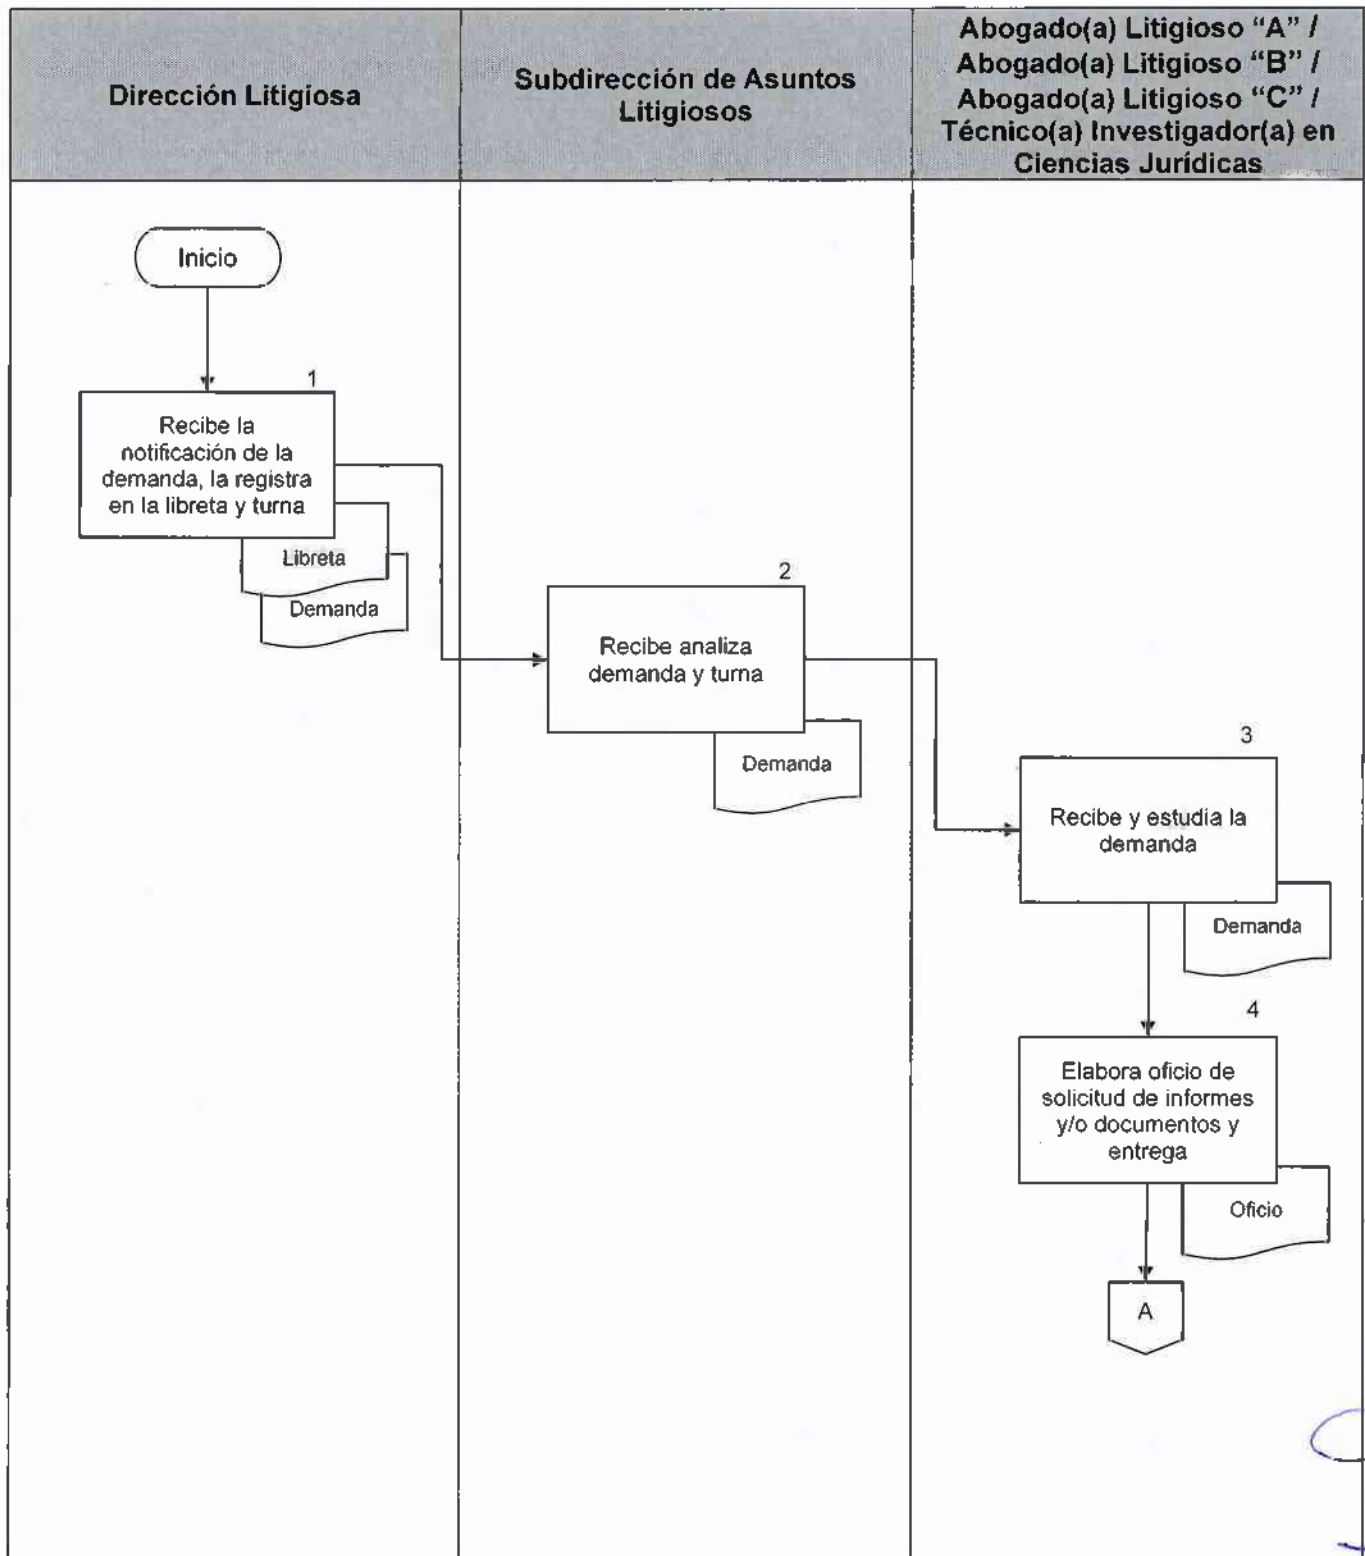 Dirección Litigiosa
Subdirección de Asuntos
Litigiosos
Abogado(a) Litigioso “A” /
Abogado(a) Litigioso “B” /
Abogado(a) Litigioso “C” /
Técnico(a) Investigador(a) en
Ciencias Jurídicas
Inicio
1
Recibe la
notificación de la
demanda, la registra
en la libreta y turna
Libreta
Demanda
2
Recibe analiza
demanda y turna
Demanda
3
Recibe y estudia la
demanda
Demanda
4
Elabora oficio de
solicitud de informes
y/o documentos y
entrega
Oficio
A